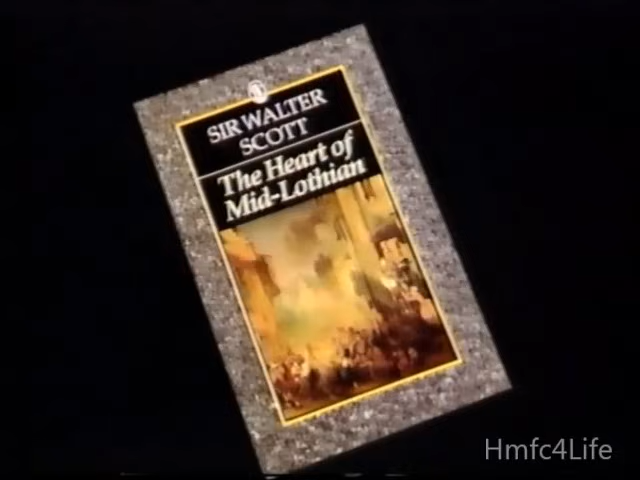 SIR WALTER
SCOTT
The Heart of
Mid-Lothian
Hmfc4Life